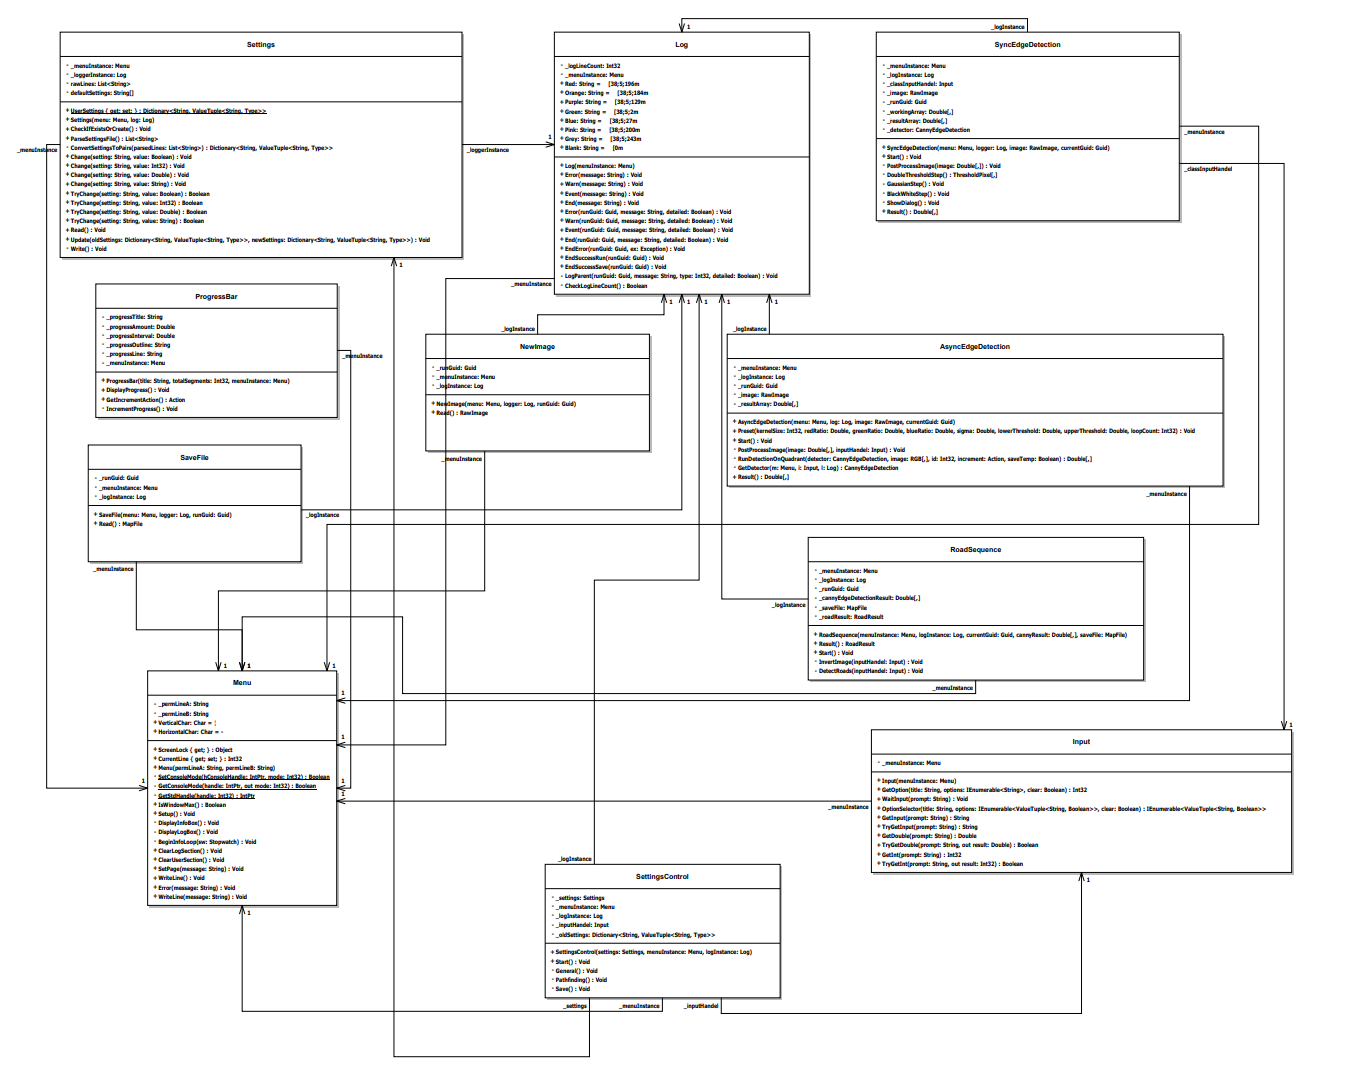 _logInstance
1
Settings
- _menuInstance: Menu
- _loggerInstance: Log
- rawLines: List<String>
- defaultSettings: String[]
+ UserSettings { get; set; } : Dictionary<String, ValueTuple<String, Type>>
+ Settings(menu: Menu, log: Log)
+ CheckIfExistsOrCreate() : Void
+ ParseSettingsFile() : List<String>
- ConvertSettingsToPairs(parsedLines: List<String>) : Dictionary<String, ValueTuple<String, Type>>
+ Change(setting: String, value: Boolean) : Void
+ Change(setting: String, value: Int32) : Void
+ Change(setting: String, value: Double) : Void
+ Change(setting: String, value: String) : Void
+ TryChange(setting: String, value: Boolean) : Boolean
+ TryChange(setting: String, value: Int32) : Boolean
+ TryChange(setting: String, value: Double) : Boolean
+ TryChange(setting: String, value: String) : Boolean
+ Read() : Void
+ Update(oldSettings: Dictionary<String, ValueTuple<String, Type>>, newSettings: Dictionary<String, ValueTuple<String, Type>>) : Void
- Write() : Void
_menuInstance
_loggerInstance
1
1
Log
- _logLineCount: Int32
- _menuInstance: Menu
+ Red: String = [38;5;196m
+ Orange: String = [38;5;184m
+ Purple: String = [38;5;129m
+ Green: String = [38;5;2m
+ Blue: String = [38;5;27m
+ Pink: String = [38;5;200m
+ Grey: String = [38;5;243m
+ Blank: String = [0m
+ Log(menuInstance: Menu)
+ Error(message: String) : Void
+ Warn(message: String) : Void
+ Event(message: String) : Void
+ End(message: String) : Void
+ Error(runGuid: Guid, message: String, detailed: Boolean) : Void
+ Warn(runGuid: Guid, message: String, detailed: Boolean) : Void
+ Event(runGuid: Guid, message: String, detailed: Boolean) : Void
+ End(runGuid: Guid, message: String, detailed: Boolean) : Void
+ EndError(runGuid: Guid, ex: Exception) : Void
+ EndSuccessRun(runGuid: Guid) : Void
+ EndSuccessSave(runGuid: Guid) : Void
- LogParent(runGuid: Guid, message: String, type: Int32, detailed: Boolean) : Void
- CheckLogLineCount() : Boolean
_menuInstance
1
1
1
1
1
SyncEdgeDetection
- _menuInstance: Menu
- _logInstance: Log
- _classInputHandel: Input
- _image: RawImage
- _runGuid: Guid
- _workingArray: Double[,]
- _resultArray: Double[,]
- _detector: CannyEdgeDetection
+ SyncEdgeDetection(menu: Menu, logger: Log, image: RawImage, currentGuid: Guid)
+ Start() : Void
- PostProcessImage(image: Double[,]) : Void
- DoubleThresholdStep() : ThresholdPixel[,]
- GaussianStep() : Void
- BlackWhiteStep() : Void
- ShowDialog() : Void
+ Result() : Double[,]
_menuInstance
_classInputHandel
ProgressBar
- _progressTitle: String
- _progressAmount: Double
- _progressInterval: Double
- _progressOutline: String
- _progressLine: String
- _menuInstance: Menu
+ ProgressBar(title: String, totalSegments: Int32, menuInstance: Menu)
+ DisplayProgress() : Void
+ GetIncrementAction() : Action
- IncrementProgress() : Void
_menuInstance
_logInstance
NewImage
- _runGuid: Guid
- _menuInstance: Menu
- _logInstance: Log
+ NewImage(menu: Menu, logger: Log, runGuid: Guid)
+ Read() : RawImage
_menuInstance
_logInstance
AsyncEdgeDetection
- _menuInstance: Menu
- _logInstance: Log
- _runGuid: Guid
- _image: RawImage
- _resultArray: Double[,]
+ AsyncEdgeDetection(menu: Menu, log: Log, image: RawImage, currentGuid: Guid)
+ Preset(kernelSize: Int32, redRatio: Double, greenRatio: Double, blueRatio: Double, sigma: Double, lowerThreshold: Double, upperThreshold: Double, loopCount: Int32) : Void
+ Start() : Void
- PostProcessImage(image: Double[,], inputHandel: Input) : Void
- RunDetectionOnQuadrant(detector: CannyEdgeDetection, image: RGB[,], id: Int32, increment: Action, saveTemp: Boolean) : Double[,]
- GetDetector(m: Menu, i: Input, l: Log) : CannyEdgeDetection
+ Result() : Double[,]
_menuInstance
SaveFile
- _runGuid: Guid
- _menuInstance: Menu
- _logInstance: Log
+ SaveFile(menu: Menu, logger: Log, runGuid: Guid)
+ Read() : MapFile
_logInstance
_menuInstance
RoadSequence
- _menuInstance: Menu
- _logInstance: Log
- _runGuid: Guid
- _cannyEdgeDetectionResult: Double[,]
- _saveFile: MapFile
- _roadResult: RoadResult
+ RoadSequence(menuInstance: Menu, logInstance: Log, currentGuid: Guid, cannyResult: Double[,], saveFile: MapFile)
+ Result() : RoadResult
+ Start() : Void
- InvertImage(inputHandel: Input) : Void
- DetectRoads(inputHandel: Input) : Void
_logInstance
_menuInstance
1
1
1
Menu
- _permLineA: String
- _permLineB: String
+ VerticalChar: Char = ¦
+ HorizontalChar: Char = -
+ ScreenLock { get; } : Object
+ CurrentLine { get; set; } : Int32
+ Menu(permLineA: String, permLineB: String)
- SetConsoleMode(hConsoleHandle: IntPtr, mode: Int32) : Boolean
- GetConsoleMode(handle: IntPtr, out mode: Int32) : Boolean
- GetStdHandle(handle: Int32) : IntPtr
+ IsWindowMax() : Boolean
+ Setup() : Void
- DisplayInfoBox() : Void
- DisplayLogBox() : Void
- BeginInfoLoop(sw: Stopwatch) : Void
+ ClearLogSection() : Void
+ ClearUserSection() : Void
+ SetPage(message: String) : Void
+ WriteLine() : Void
+ Error(message: String) : Void
+ WriteLine(message: String) : Void
1
1
1
1
1
1
Input
- _menuInstance: Menu
+ Input(menuInstance: Menu)
+ GetOption(title: String, options: IEnumerable<String>, clear: Boolean) : Int32
+ WaitInput(prompt: String) : Void
+ OptionSelector(title: String, options: IEnumerable<ValueTuple<String, Boolean>>, clear: Boolean) : IEnumerable<ValueTuple<String, Boolean>>
+ GetInput(prompt: String) : String
+ TryGetInput(prompt: String) : String
+ GetDouble(prompt: String) : Double
+ TryGetDouble(prompt: String, out result: Double) : Boolean
+ GetInt(prompt: String) : Int32
+ TryGetInt(prompt: String, out result: Int32) : Boolean
_menuInstance
1
1
_logInstance
SettingsControl
- _settings: Settings
- _menuInstance: Menu
- _logInstance: Log
- _inputHandel: Input
- _oldSettings: Dictionary<String, ValueTuple<String, Type>>
+ SettingsControl(settings: Settings, menuInstance: Menu, logInstance: Log)
+ Start() : Void
- General() : Void
- Pathfinding() : Void
- Save() : Void
_settings
_menuInstance
_inputHandel